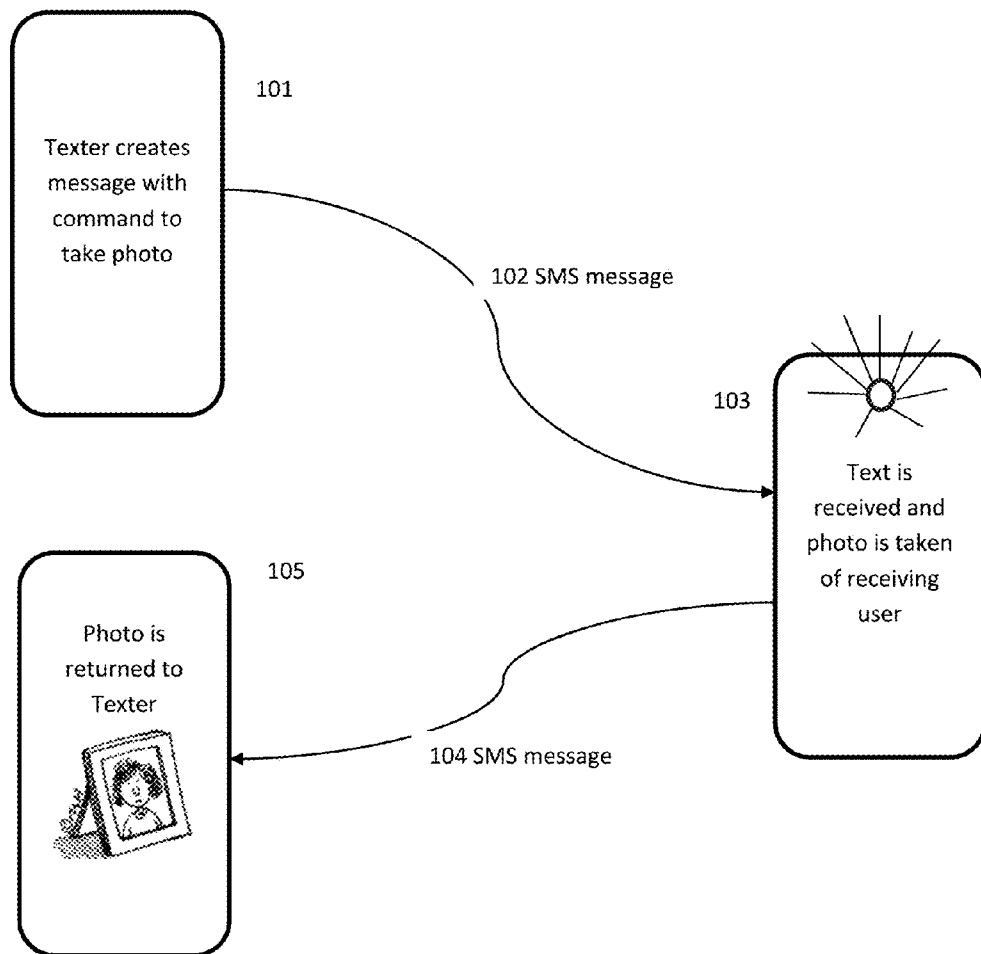 101
Texter creates
message with
command to
take photo
102 SMS message
103
Text is
received and
photo is taken
of receiving
user
104 SMS message
105
Photo is
returned to
Texter